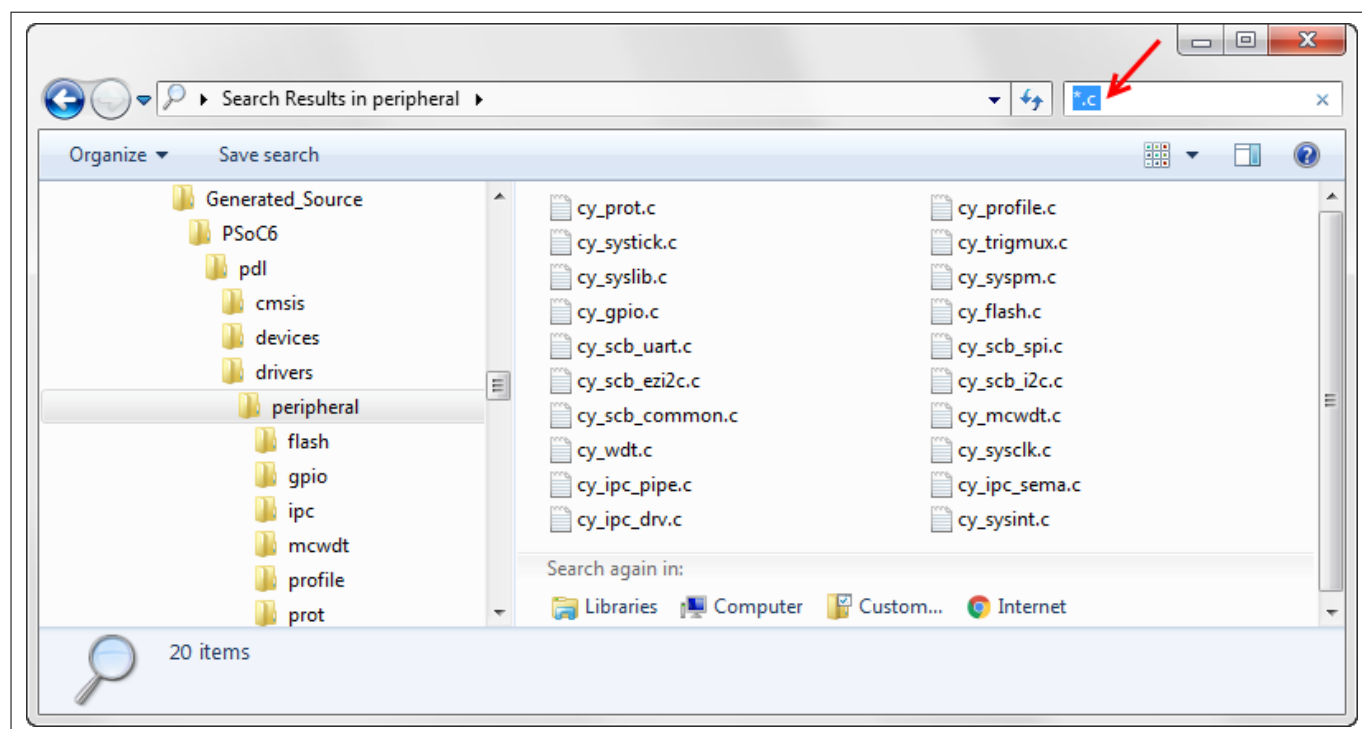 Search Results in peripheral
*.c
Organize
Save search
Generated_Source
PSoC6
pdl
cmsis
devices
drivers
peripheral
flash
gpio
ipc
mcwdt
profile
prot
cy_prot.c
cy_profile.c
cy_systick.c
cy_trigmux.c
cy_syslib.c
cy_syspm.c
cy_gpio.c
cy_flash.c
cy_scb_uart.c
cy_scb_spi.c
cy_scb_ezi2c.c
cy_scb_i2c.c
cy_scb_common.c
cy_mcwdt.c
cy_wdt.c
cy_sysclk.c
cy_ipc_pipe.c
cy_ipc_sema.c
cy_ipc_drv.c
cy_sysint.c
Search again in:
Libraries
Computer
Custom...
Internet
20 items